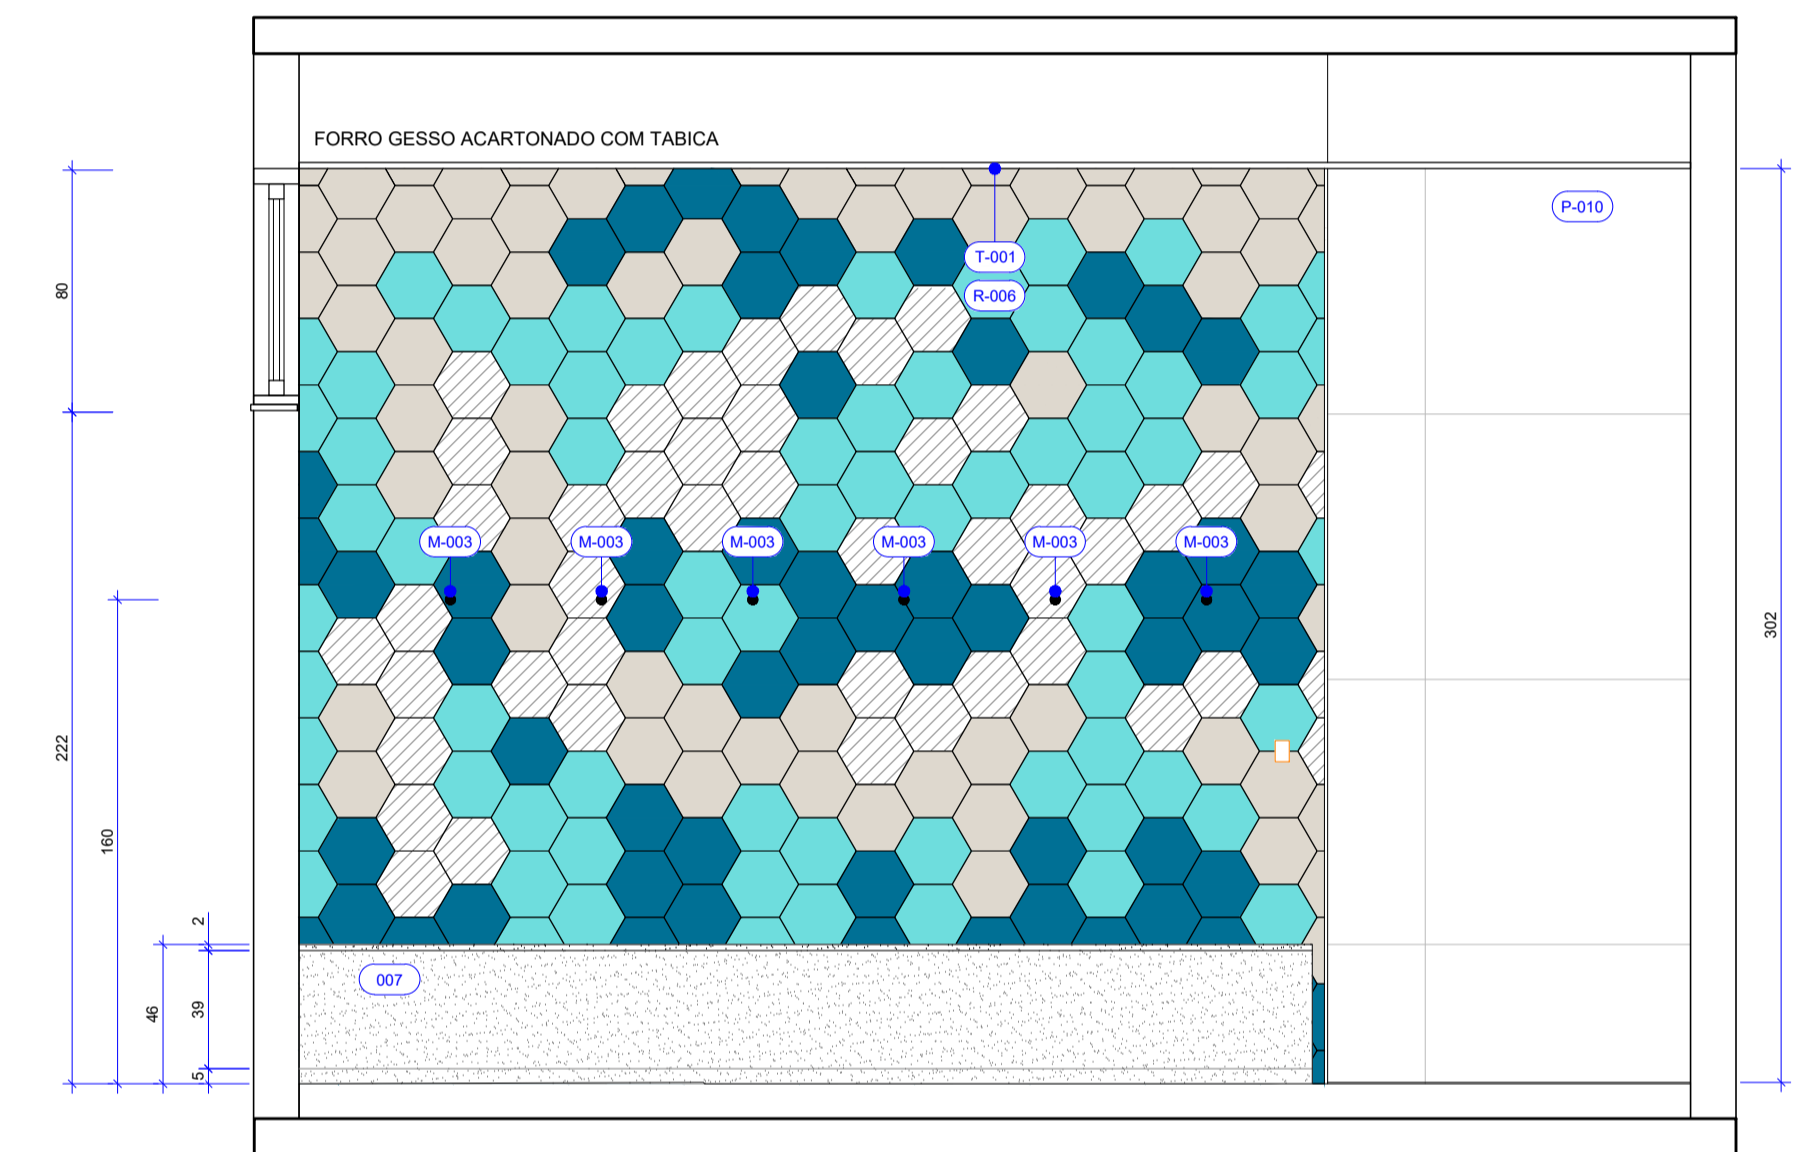 FORRO GESSO ACARTONADO COM TABICA
P-010
T-001
R-006
80
M-003
M-003
M-003
M-003
M-003
M-003
302
222
160
2
007
46
39
5